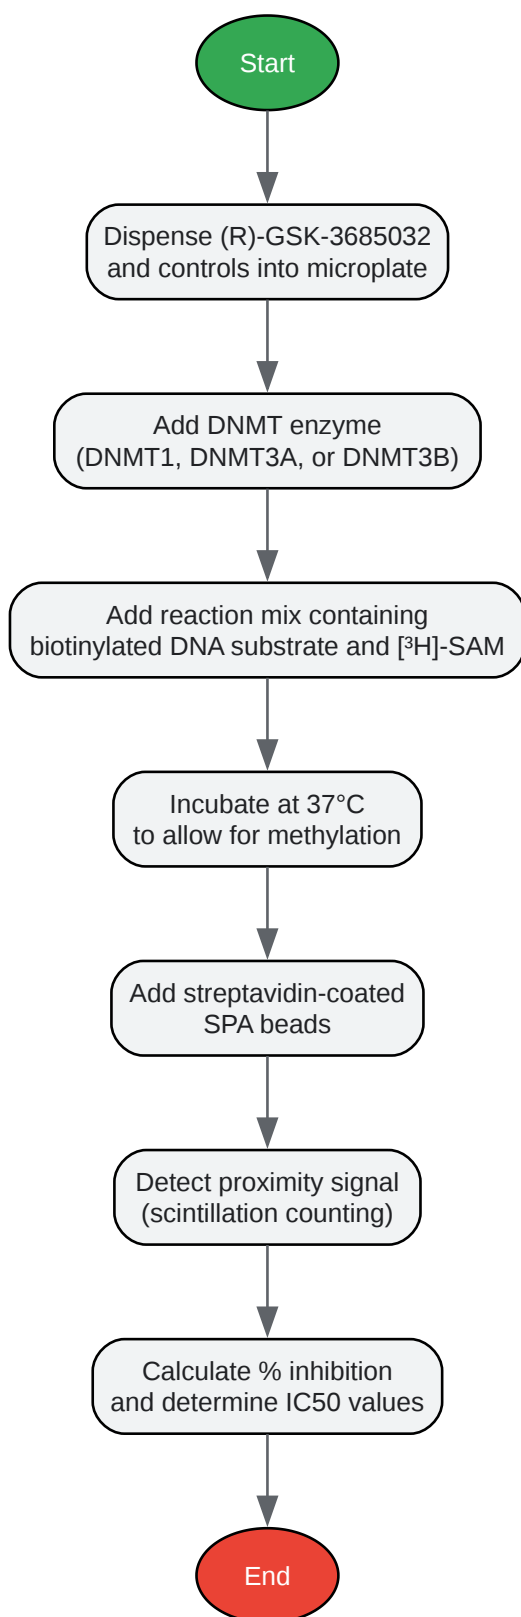 Start
Dispense (R)-GSK-3685032
and controls into microplate
Add DNMT enzyme
(DNMT1, DNMT3A, or DNMT3B)
Add reaction mix containing
biotinylated DNA substrate and [³H]-SAM
Incubate at 37°C
to allow for methylation
Add streptavidin-coated
SPA beads
Detect proximity signal
(scintillation counting)
Calculate % inhibition
and determine IC50 values
End